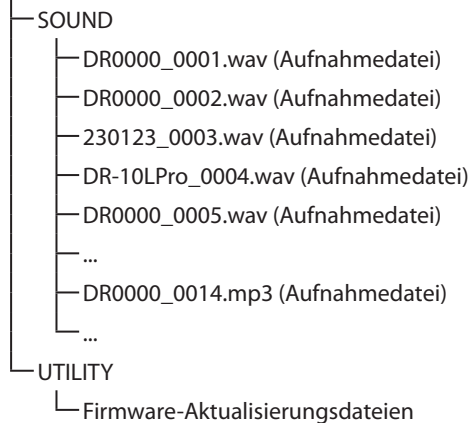 SOUND
DR0000_0001.wav (Aufnahmedatei)
DR0000_0002.wav (Aufnahmedatei)
230123_0003.wav (Aufnahmedatei)
DR-10LPro_0004.wav (Aufnahmedatei)
DR0000_0005.wav (Aufnahmedatei)
...
DR0000_0014.mp3 (Aufnahmedatei)
...
UTILITY
Firmware-Aktualisierungsdateien